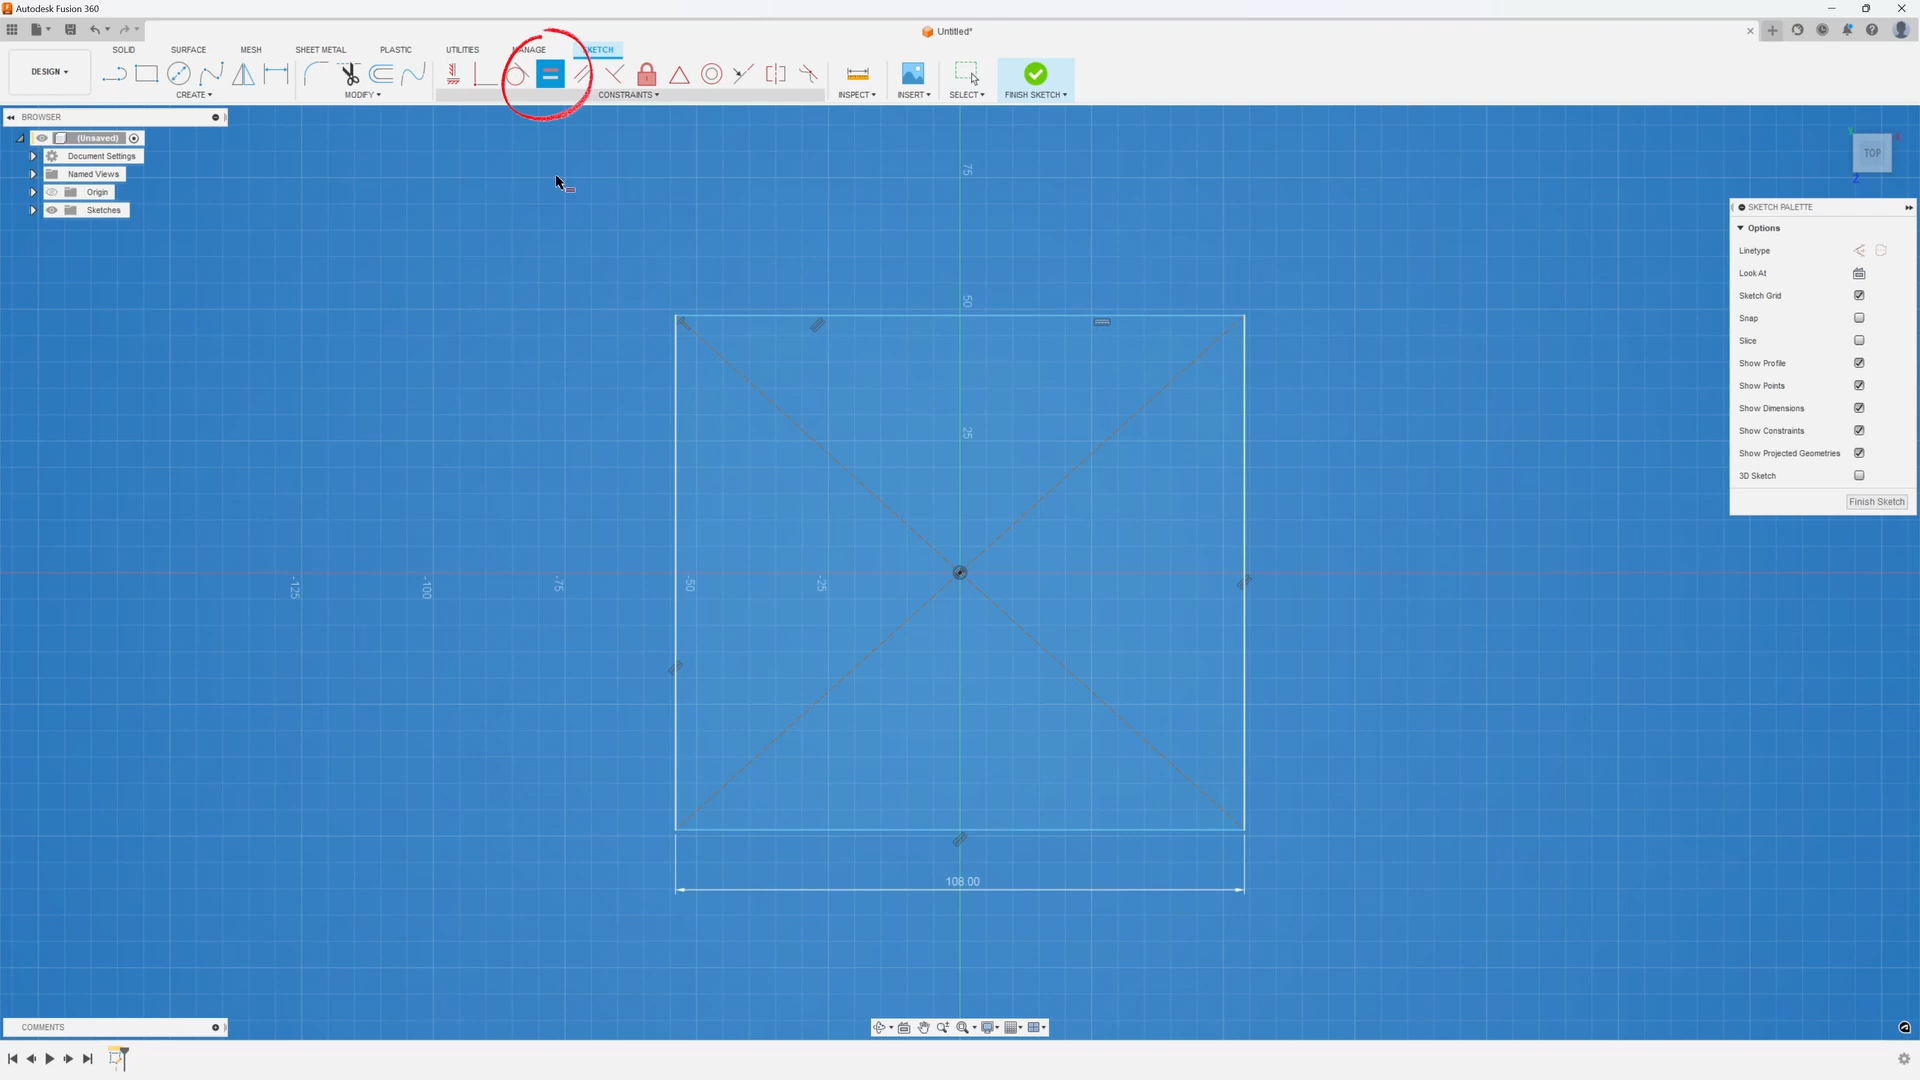 Autodesk Fusion 360
Untitled*
SOLID
SURFACE
MESH
SHEET METAL
PLASTIC
UTILITIES
MANAGE
SKETCH
DESIGN
CREATE
MODIFY
CONSTRAINTS
INSPECT
INSERT
SELECT
FINISH SKETCH
BROWSER
(Unsaved)
Document Settings
Named Views
Origin
Sketches
TOP
Y
Z
SKETCH PALETTE
Options
Linetype
Look At
Sketch Grid
Snap
Slice
Show Profile
Show Points
Show Dimensions
Show Constraints
Show Projected Geometries
3D Sketch
Finish Sketch
75
50
25
-125
-100
-75
-50
-25
108.00
COMMENTS